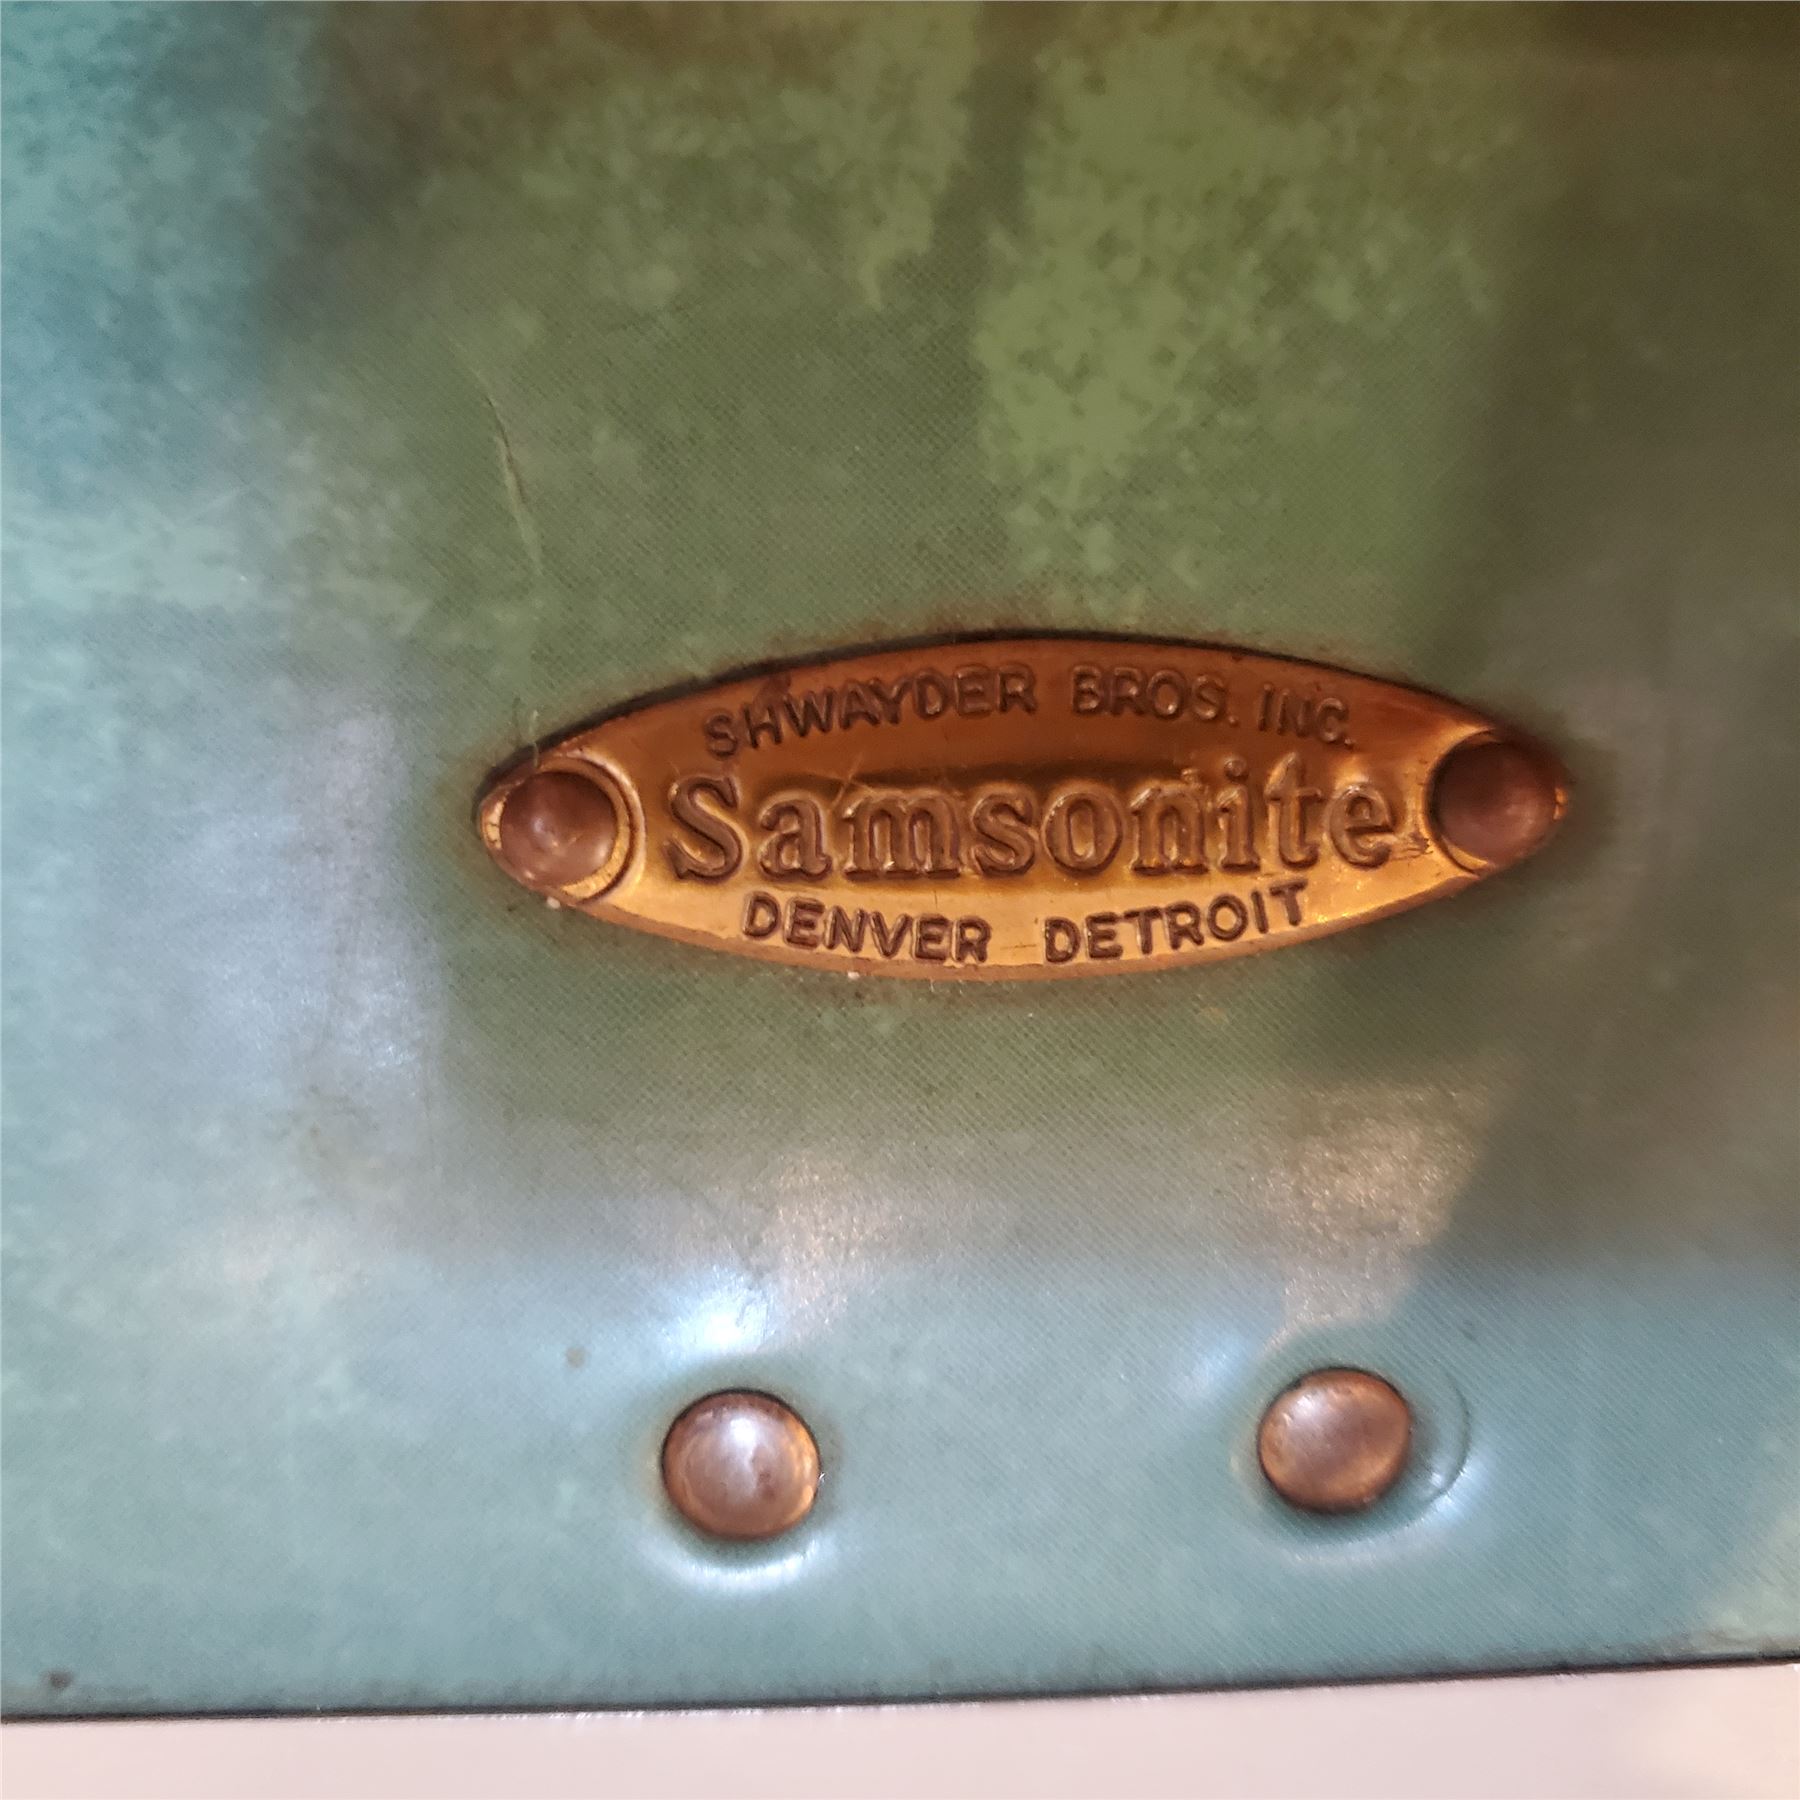 SHWAYDER BROS. INC.
Samsonite
DENVER DETROIT